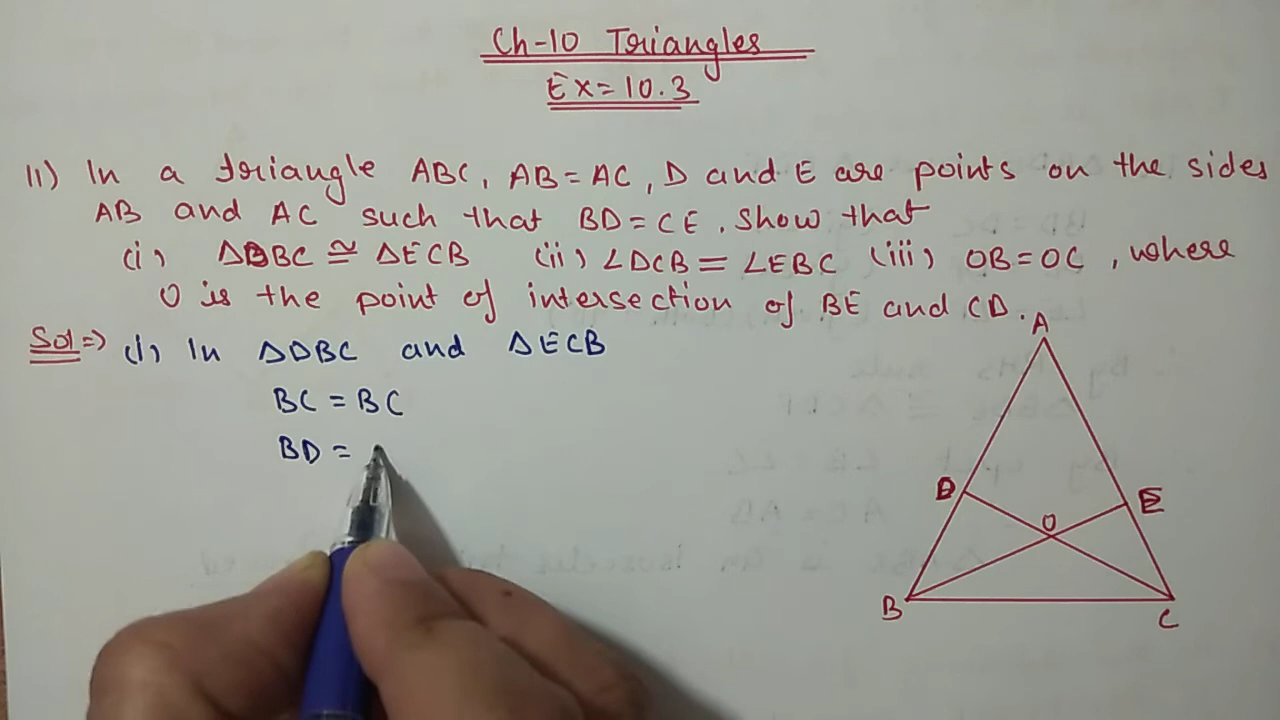 Ch-10 Triangles
Ex=10.3
11) In a triangle ABC, AB=AC, D and E are points on the sides
AB and AC such that BD=CE. Show that
(i) ΔDBC ≅ ΔECB (ii) ∠DCB = ∠EBC (iii) OB=OC, where
O is the point of intersection of BE and CD.
Sol=> (i) In ΔDBC and ΔECB
BC = BC
BD =
A
D
E
O
B
C